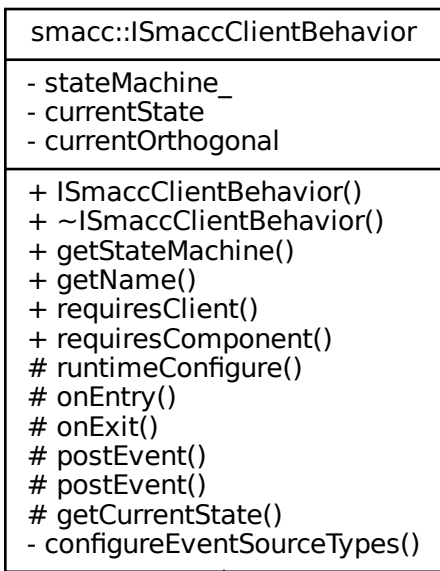 smacc::ISmaccClientBehavior
- stateMachine_
- currentState
- currentOrthogonal
+ ISmaccClientBehavior()
+ ~ISmaccClientBehavior()
+ getStateMachine()
+ getName()
+ requiresClient()
+ requiresComponent()
# runtimeConfigure()
# onEntry()
# onExit()
# postEvent()
# postEvent()
# getCurrentState()
- configureEventSourceTypes()